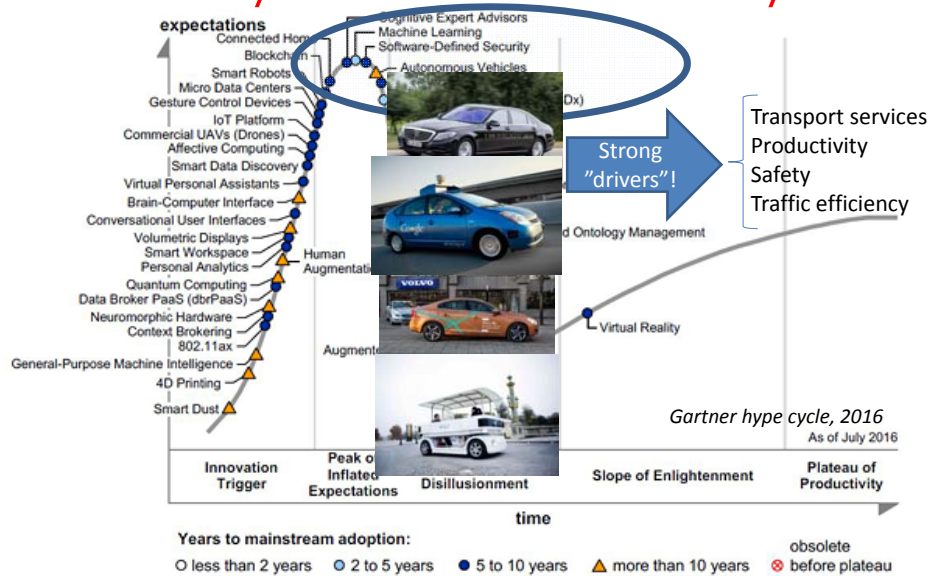 expectations
Cognitive Expert Advisors
Machine Learning
Connected Home
Software-Defined Security
Blockchain
Autonomous Vehicles
Smart Robots
Micro Data Centers
Gesture Control Devices
Dx)
IoT Platform
Commercial UAVs (Drones)
Affective Computing
Smart Data Discovery
Virtual Personal Assistants
Brain-Computer Interface
Conversational User Interfaces
Volumetric Displays
Smart Workspace
Personal Analytics
Human
Augmentati
Quantum Computing
Data Broker PaaS (dbrPaaS)
Neuromorphic Hardware
Context Brokering
802.11ax
General-Purpose Machine Intelligence
4D Printing
Smart Dust
Augmente
Google
VOLVO
d Ontology Management
Virtual Reality
Strong
"drivers"!
Transport services
Productivity
Safety
Traffic efficiency
Gartner hype cycle, 2016
As of July 2016
Innovation
Trigger
Peak of
Inflated
Expectations
Disillusionment
Slope of Enlightenment
Plateau of
Productivity
time
Years to mainstream adoption:
less than 2 years
2 to 5 years
5 to 10 years
more than 10 years
obsolete
before plateau